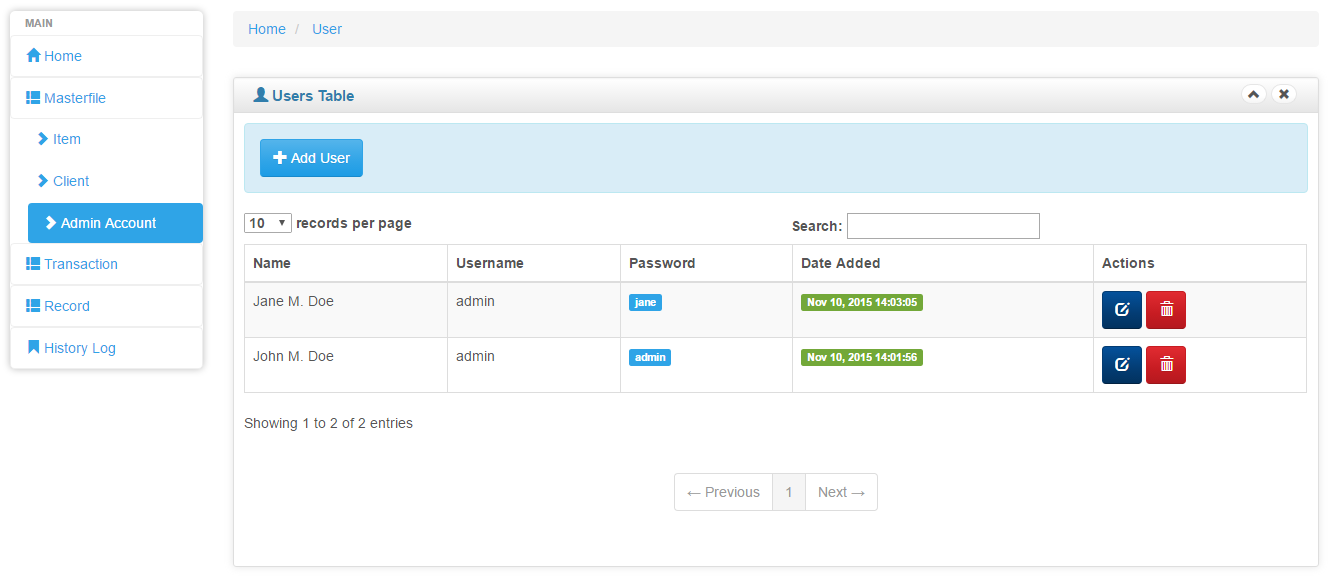 MAIN
Home
Masterfile
Item
Client
Admin Account
Transaction
Record
History Log
Home / User
Users Table
Add User
10 records per page
Search:
Name Username Password Date Added Actions
Jane M. Doe admin jane Nov 10, 2015 14:03:05
John M. Doe admin admin Nov 10, 2015 14:01:56
Showing 1 to 2 of 2 entries
← Previous 1 Next →